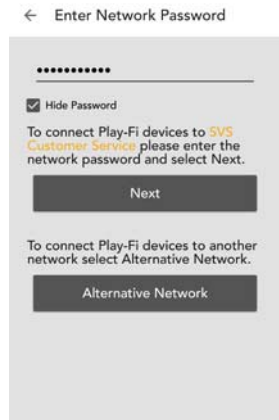 ← Enter Network Password
•••••••••••
Hide Password
To connect Play-Fi devices to SVS
Customer Service please enter the
network password and select Next.
Next
To connect Play-Fi devices to another
network select Alternative Network.
Alternative Network